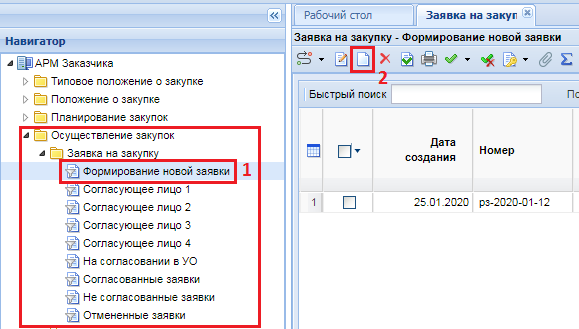 Навигатор
АРМ Заказчика
Типовое положение о закупке
Положение о закупке
Планирование закупок
Осуществление закупок
Заявка на закупку
Формирование новой заявки 1
Согласующее лицо 1
Согласующее лицо 2
Согласующее лицо 3
Согласующее лицо 4
На согласовании в УО
Согласованные заявки
Не согласованные заявки
Отмененные заявки
Рабочий стол Заявка на закуп
Заявка на закупку - Формирование новой заявки
2
Быстрый поиск По
Дата создания Номер
1 25.01.2020 ps-2020-01-12